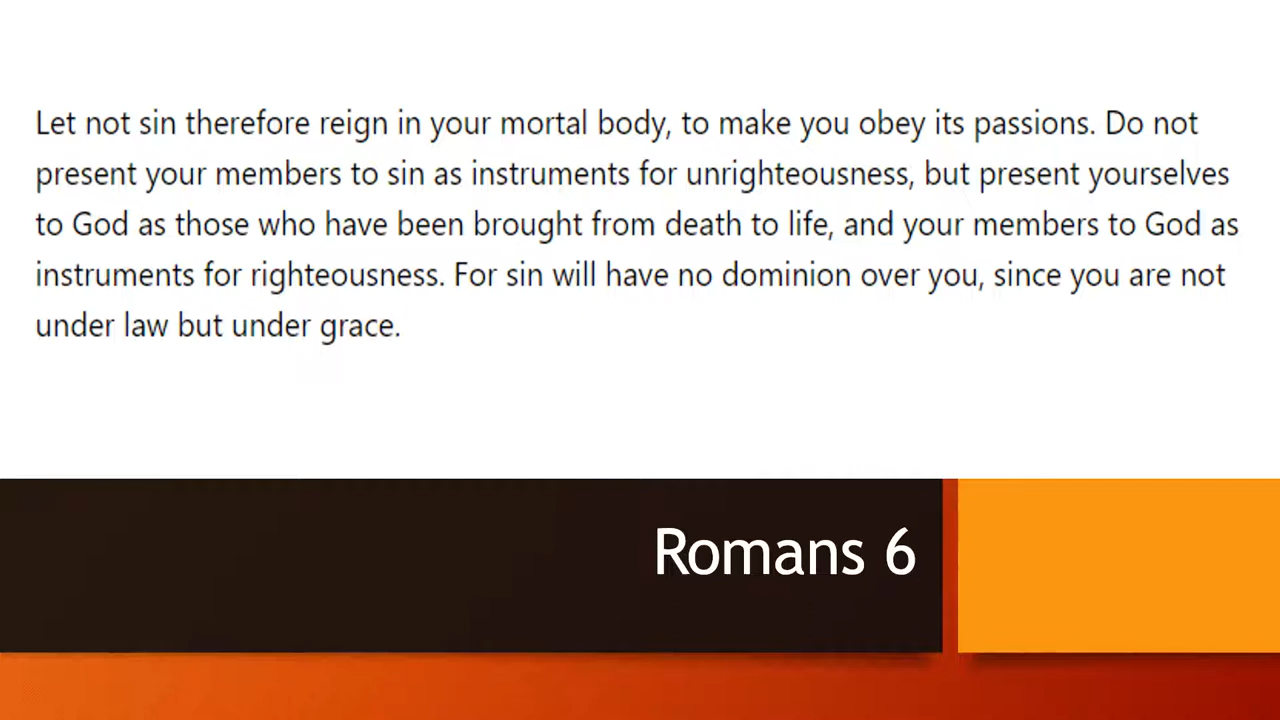 Let not sin therefore reign in your mortal body, to make you obey its passions. Do not
present your members to sin as instruments for unrighteousness, but present yourselves
to God as those who have been brought from death to life, and your members to God as
instruments for righteousness. For sin will have no dominion over you, since you are not
under law but under grace.
Romans 6